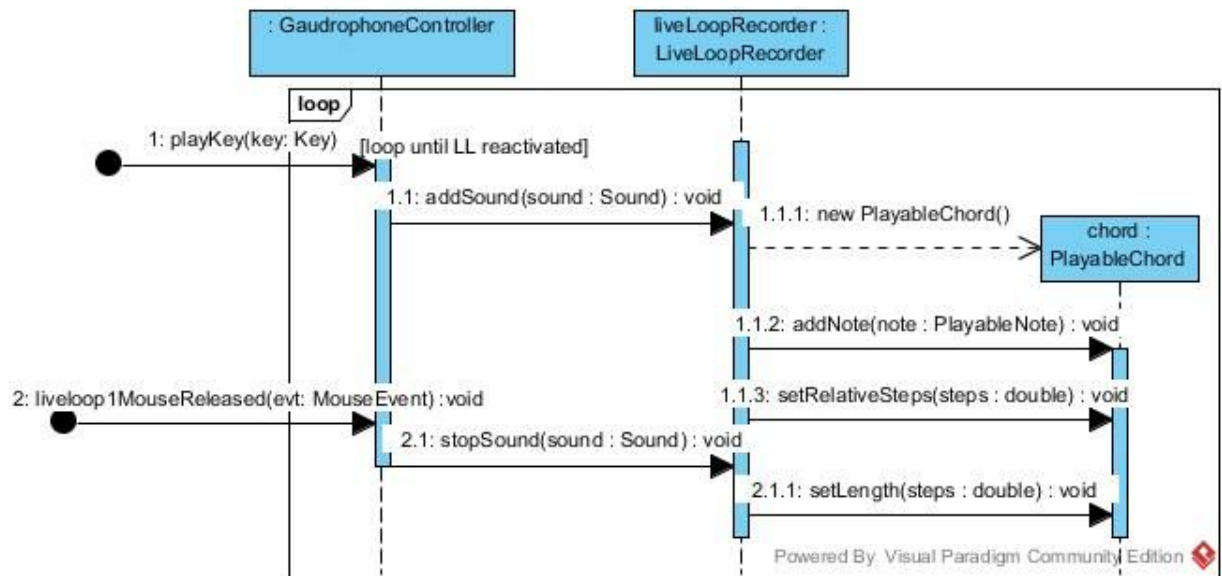 : GaudrophoneController
liveLoopRecorder :
LiveLoopRecorder
loop
1: playKey(key: Key)
[loop until LL reactivated]
1.1: addSound(sound : Sound) : void
1.1.1: new PlayableChord()
chord :
PlayableChord
1.1.2: addNote(note : PlayableNote) : void
2: liveloop1MouseReleased(evt: MouseEvent) : void
1.1.3: setRelativeSteps(steps : double) : void
2.1: stopSound(sound : Sound) : void
2.1.1: setLength(steps : double) : void
Powered By Visual Paradigm Community Edition